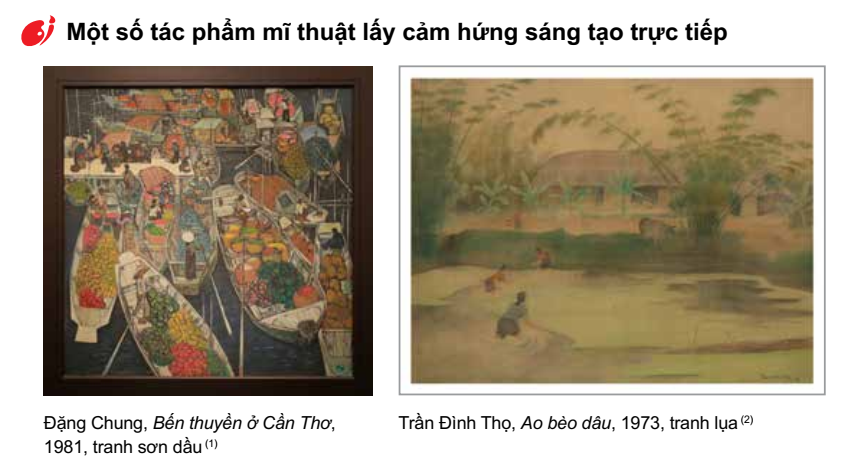 Một số tác phẩm mĩ thuật lấy cảm hứng sáng tạo trực tiếp
Đặng Chung, Bến thuyền ở Cần Thơ,
1981, tranh sơn dầu (1)
Trần Đình Thọ, Ao bèo dâu, 1973, tranh lụa (2)